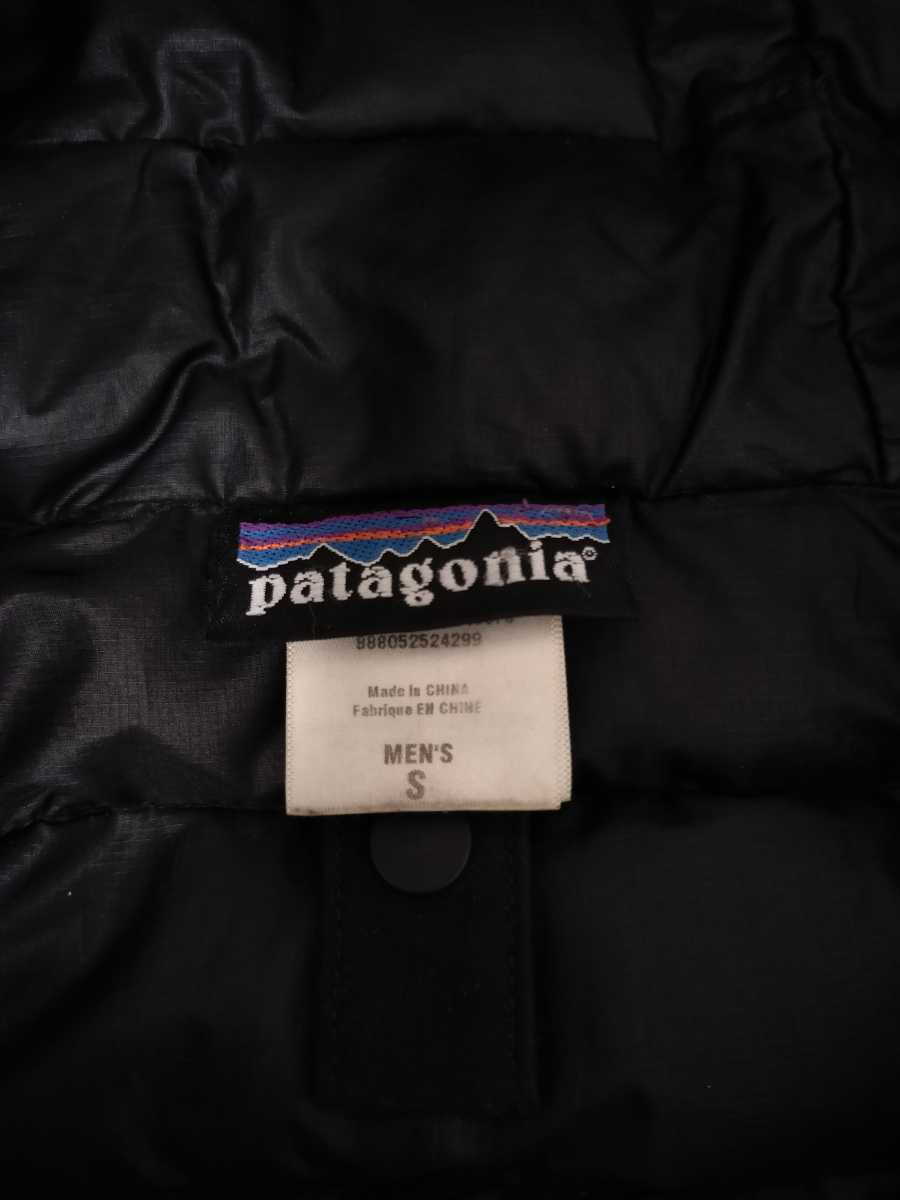 patagonia®
888052524299
Made in CHINA
Fabrique EN CHINE
MEN'S
S